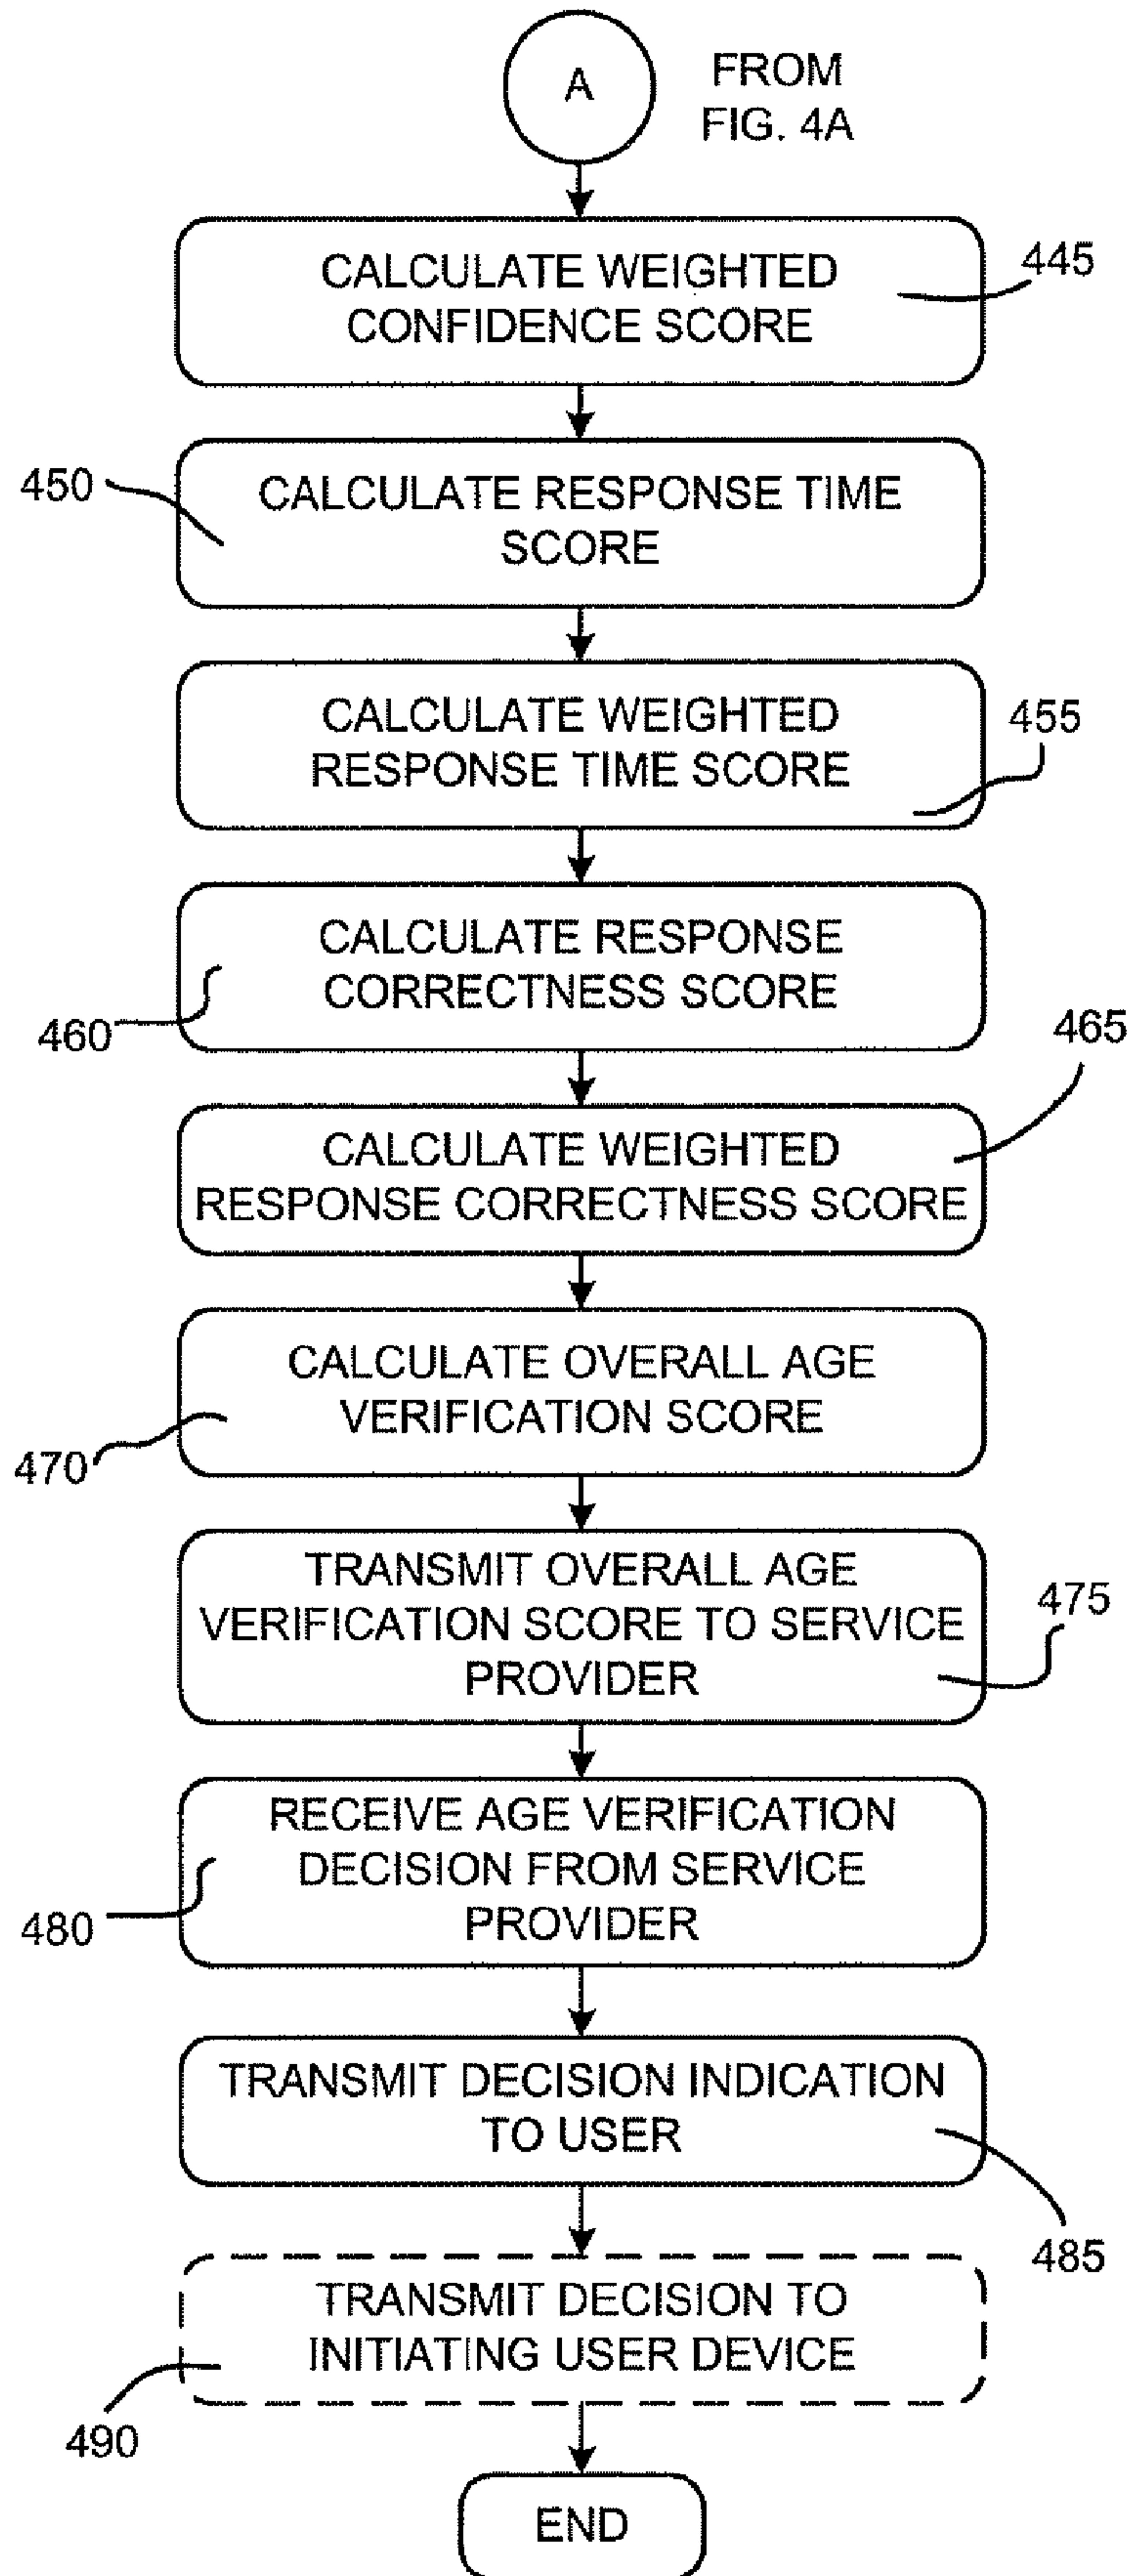 A
FROM
FIG. 4A
CALCULATE WEIGHTED
CONFIDENCE SCORE
445
450
CALCULATE RESPONSE TIME
SCORE
CALCULATE WEIGHTED
RESPONSE TIME SCORE
455
CALCULATE RESPONSE
CORRECTNESS SCORE
460
465
CALCULATE WEIGHTED
RESPONSE CORRECTNESS SCORE
CALCULATE OVERALL AGE
VERIFICATION SCORE
470
TRANSMIT OVERALL AGE
VERIFICATION SCORE TO SERVICE
PROVIDER
475
RECEIVE AGE VERIFICATION
DECISION FROM SERVICE
PROVIDER
480
TRANSMIT DECISION INDICATION
TO USER
485
TRANSMIT DECISION TO
INITIATING USER DEVICE
490
END